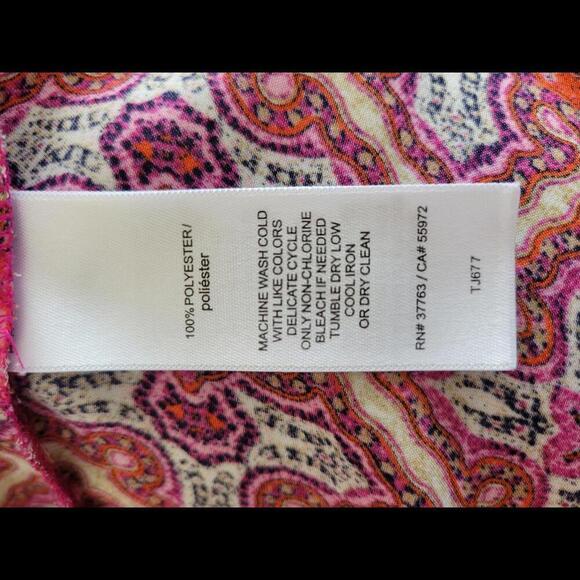 100% POLYESTER/
poliéster
MACHINE WASH COLD
WITH LIKE COLORS
DELICATE CYCLE
ONLY NON-CHLORINE
BLEACH IF NEEDED
TUMBLE DRY LOW
COOL IRON
OR DRY CLEAN
RN# 37763 / CA# 55972
TJ677